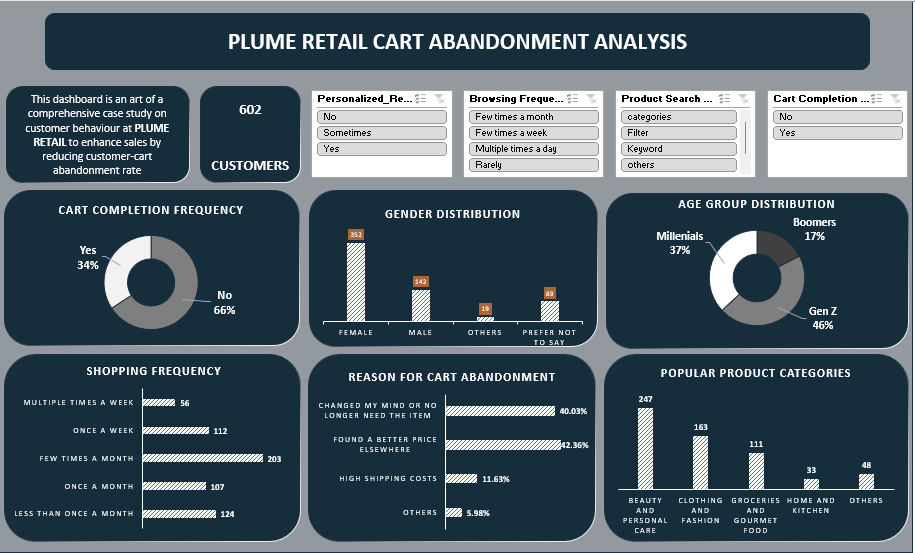 PLUME RETAIL CART ABANDONMENT ANALYSIS
This dashboard is an art of a
comprehensive case study on
customer behaviour at PLUME
RETAIL to enhance sales by
reducing customer-cart
abandonment rate
602
CUSTOMERS
Personalized_Re...
No
Sometimes
Yes
Browsing Freque...
Few times a month
Few times a week
Multiple times a day
Rarely
Product Search ...
categories
Filter
Keyword
others
Cart Completion ...
No
Yes
CART COMPLETION FREQUENCY
Yes
34%
No
66%
GENDER DISTRIBUTION
352
142
19
89
FEMALE
MALE
OTHERS
PREFER NOT
TO SAY
AGE GROUP DISTRIBUTION
Boomers
17%
Millenials
37%
Gen Z
46%
SHOPPING FREQUENCY
MULTIPLE TIMES A WEEK
56
ONCE A WEEK
112
FEW TIMES A MONTH
203
ONCE A MONTH
107
LESS THAN ONCE A MONTH
124
REASON FOR CART ABANDONMENT
CHANGED MY MIND OR NO
LONGER NEED THE ITEM
40.03%
FOUND A BETTER PRICE
ELSEWHERE
42.36%
HIGH SHIPPING COSTS
11.63%
OTHERS
5.98%
POPULAR PRODUCT CATEGORIES
247
163
111
33
48
BEAUTY
AND
PERSONAL
CARE
CLOTHING
AND
FASHION
GROCERIES
AND
GOURMET
FOOD
HOME AND
KITCHEN
OTHERS